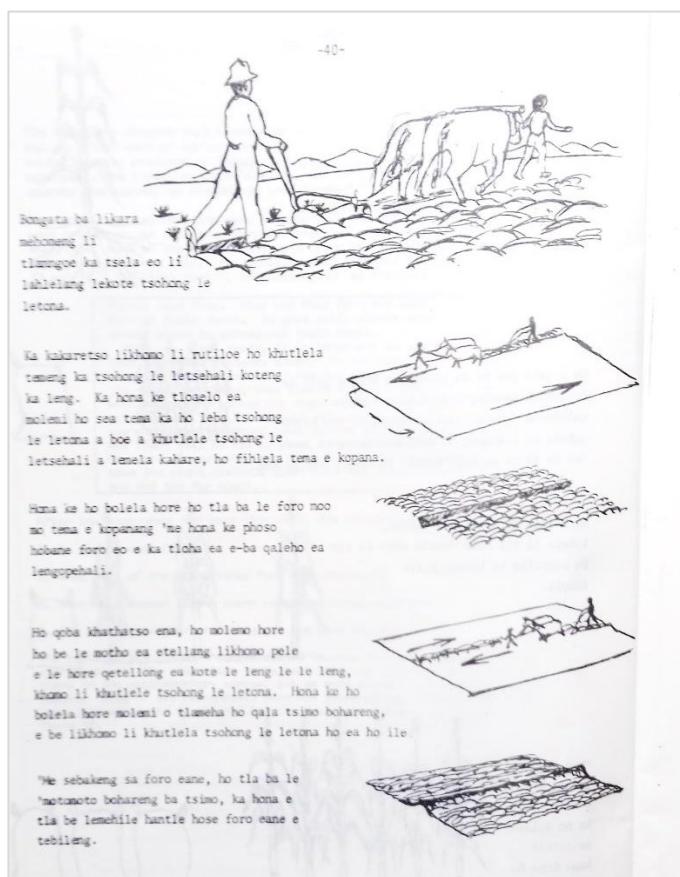 -40-
Bongata ba likara
mehomeng li
tlanngoe ka tsela eo li
lahlelang lekote tsohong le
letona.
Ka kakaretso likhomo li rutiloe ho khutlela
temeng ka tsohong le letsehali koteng
ka leng. Ka hona ke tloaelo ea
molemi ho sea tema ka ho leba tsohong
le letona a boe a khutlele tsohong le
letsehali a lemela kahare, ho fihlela tema e kopana.
Hona ke ho bolela hore ho tla ba le foro moo
mo tema e kopanang 'me hona ke phoso
hobane foro eo e ka tloha ea e-ba qaleho ea
lengopehali.
Ho qoba khathatso ena, ho molemo hore
ho be le motho ea etellang likhomo pele
e le hore qetellong ea kote le leng le le leng,
khomo li khutlele tsohong le letona. Hona ke ho
bolela hore molemi o tlameha ho qala tsimo bohareng,
e be likhomo li khutlela tsohong le letona ho ea ho ile
'Me sebakeng sa foro eane, ho tla ba le
'motomoto bohareng ba tsimo, ka hona e
tla be lemehile hantle hose foro eane e
tebileng.